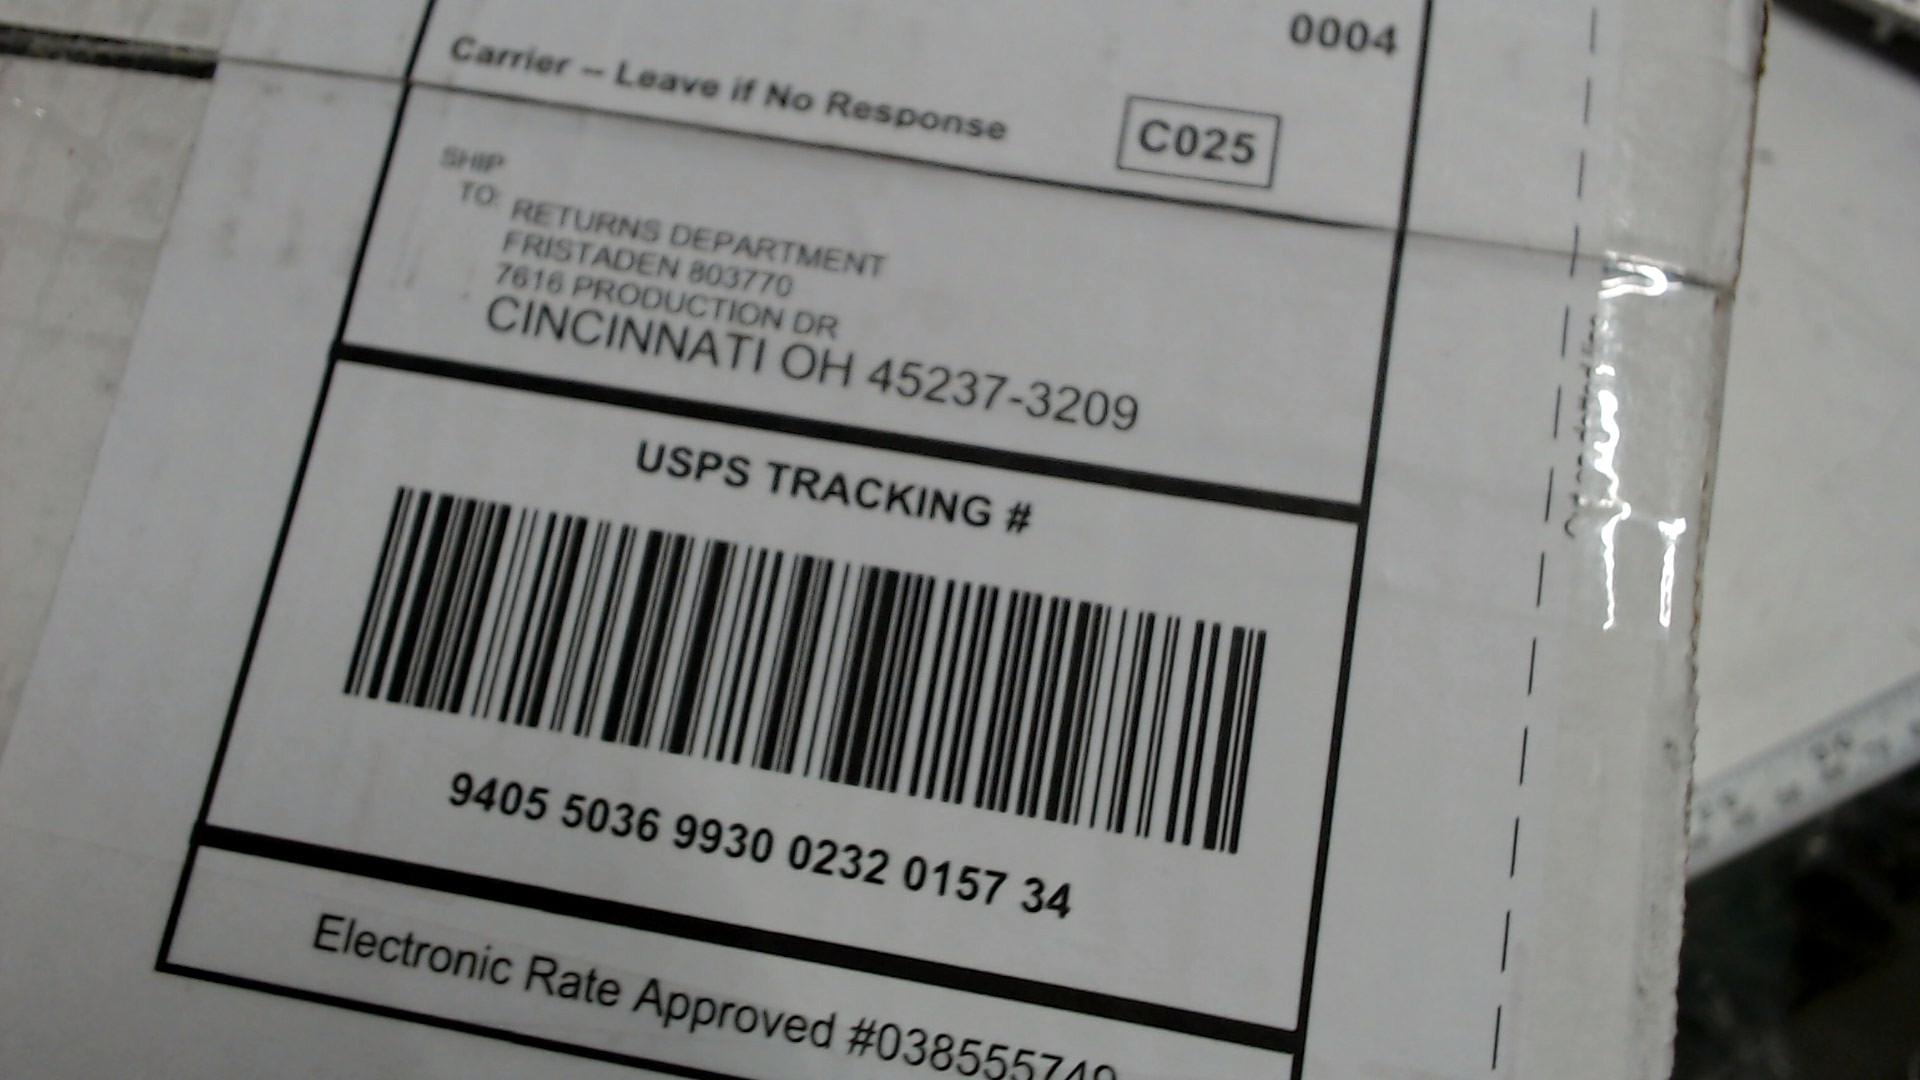 0004
Carrier -- Leave if No Response
C025
SHIP
TO:
RETURNS DEPARTMENT
FRISTADEN 803770
7616 PRODUCTION DR
CINCINNATI OH 45237-3209
USPS TRACKING #
9405 5036 9930 0232 0157 34
Electronic Rate Approved #038555749